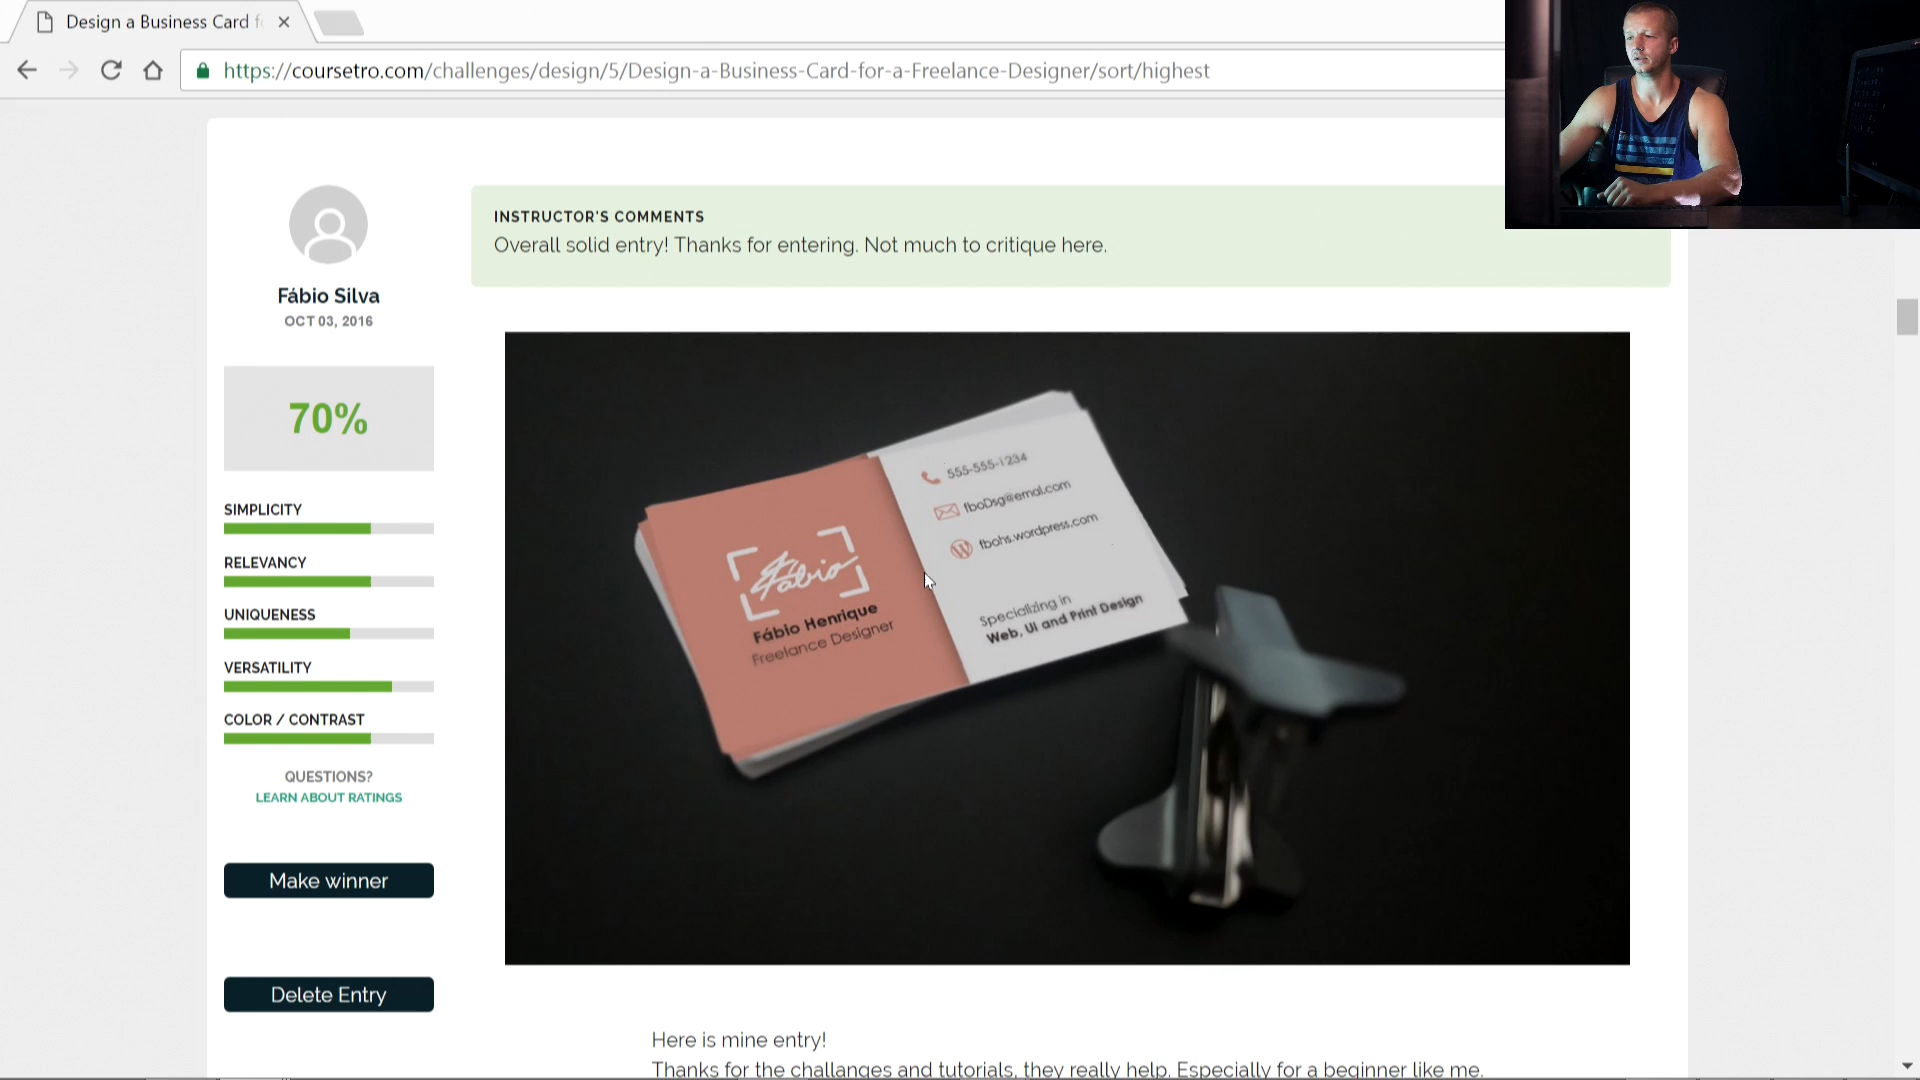 Design a Business Card f
https://coursetro.com/challenges/design/5/Design-a-Business-Card-for-a-Freelance-Designer/sort/highest
INSTRUCTOR'S COMMENTS
Overall solid entry! Thanks for entering. Not much to critique here.
Fábio Silva
OCT 03, 2016
70%
SIMPLICITY
RELEVANCY
UNIQUENESS
VERSATILITY
COLOR / CONTRAST
QUESTIONS?
LEARN ABOUT RATINGS
Make winner
Delete Entry
Fábio
Fábio Henrique
Freelance Designer
555-555-1234
fboDsg@emal.com
fbohs.wordpress.com
Specializing in
Web, UI and Print Design
Here is mine entry!
Thanks for the challanges and tutorials, they really help. Especially for a beginner like me.